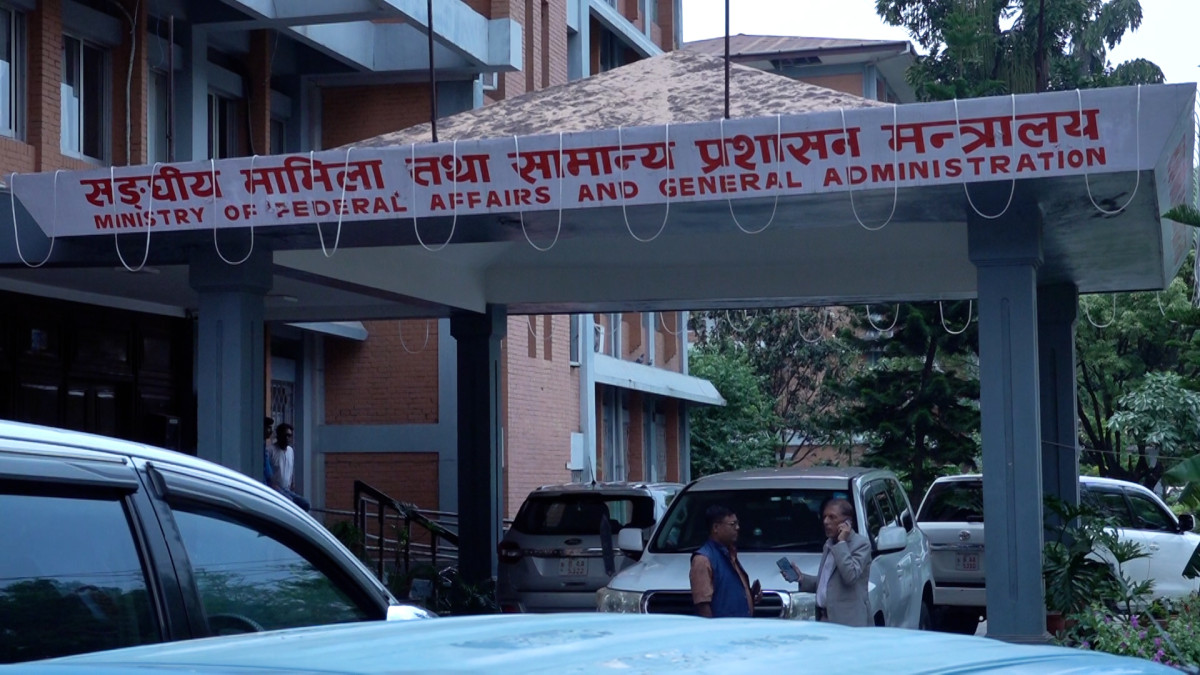 सङ्घीय मामिला तथा सामान्य प्रशासन मन्त्रालय
MINISTRY OF FEDERAL AFFAIRS AND GENERAL ADMINISTRATION